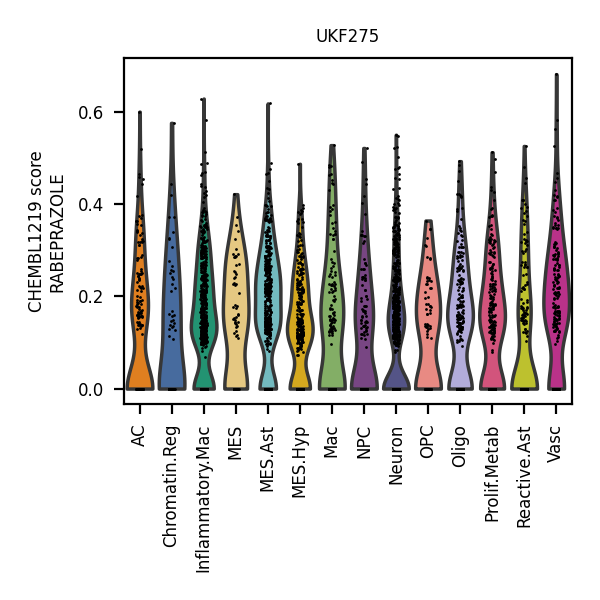 UKF275
CHEMBL1219 score
RABEPRAZOLE
0.6
0.4
0.2
0.0
AC
Chromatin.Reg
Inflammatory.Mac
MES
MES.Ast
MES.Hyp
Mac
NPC
Neuron
OPC
Oligo
Prolif.Metab
Reactive.Ast
Vasc